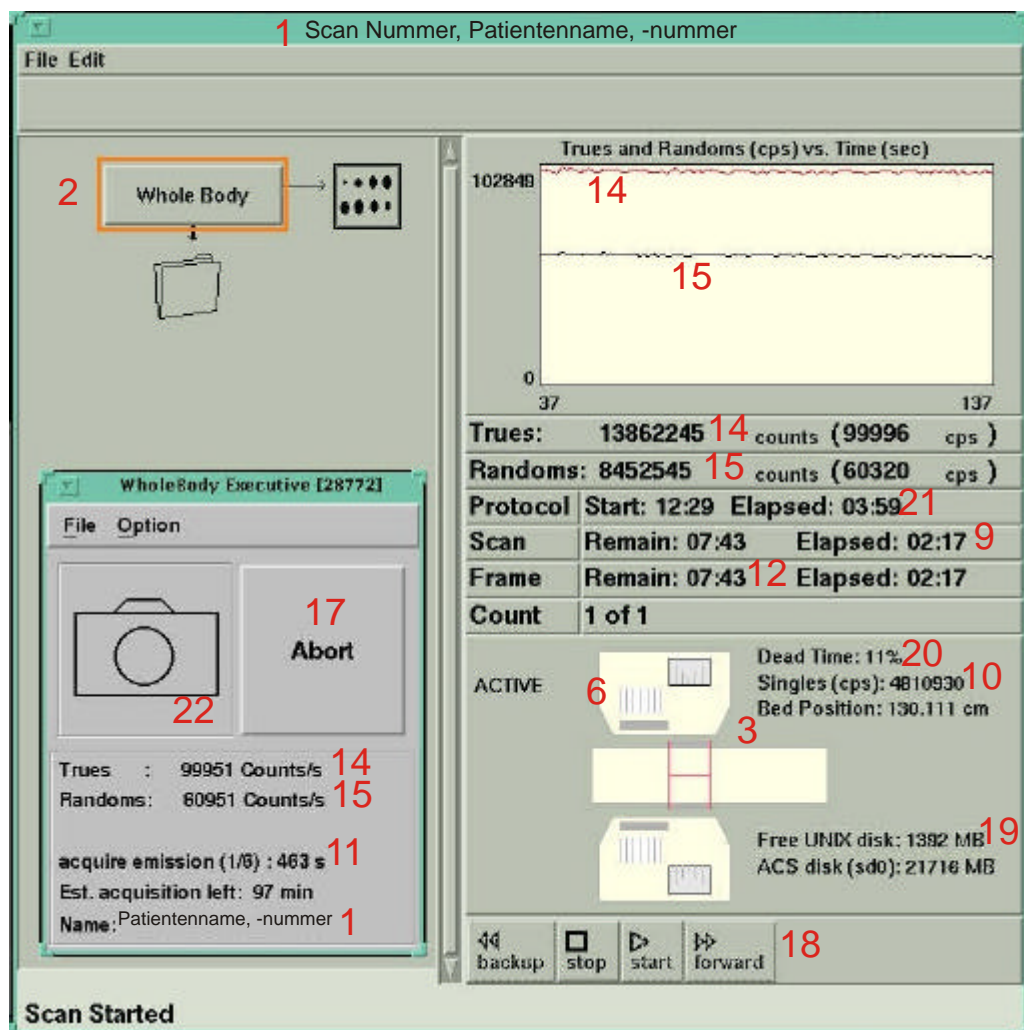 1 Scan Nummer, Patientenname, -nummer
File Edit
2 Whole Body
Trues and Randoms (cps) vs. Time (sec)
102849
14
15
0
37 137
Trues: 13862245 14 counts (99996 cps )
Randoms: 8452545 15 counts (60320 cps )
Protocol Start: 12:29 Elapsed: 03:59 21
Scan Remain: 07:43 Elapsed: 02:17 9
Frame Remain: 07:43 12 Elapsed: 02:17
Count 1 of 1
ACTIVE
6
Dead Time: 11% 20
Singles (cps): 4810930 10
Bed Position: 130.111 cm
3
Free UNIX disk: 1392 MB 19
ACS disk (sd0): 21716 MB
backup stop start forward 18
WholeBody Executive [28772]
File Option
22
17
Abort
Trues : 99951 Counts/s 14
Randoms: 60951 Counts/s 15
acquire emission (1/6) : 463 s 11
Est. acquisition left: 97 min
Name: Patientenname, -nummer 1
Scan Started